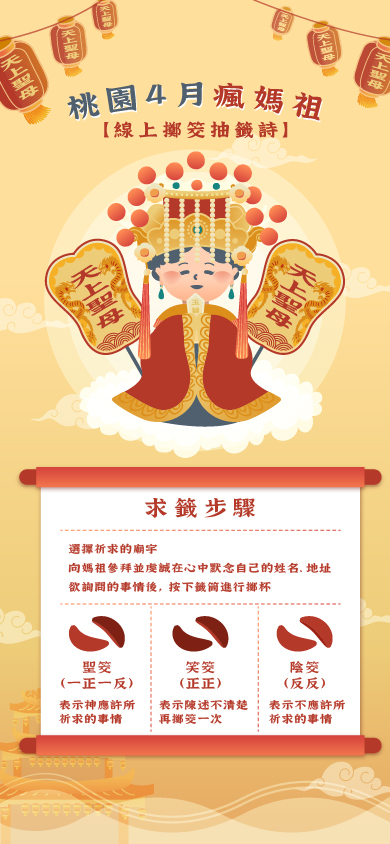 天上聖母
天上聖母
天上聖母
天上聖母
天上聖母
天上聖母
桃園4月瘋媽祖
【線上擲筊抽籤詩】
天上聖母
天上聖母
求籤步驟
選擇祈求的廟宇
向媽祖參拜並虔誠在心中默念自己的姓名、地址
欲詢問的事情後，按下籤筒進行擲杯
聖筊
(一正一反)
表示神應許所
祈求的事情
笑筊
(正正)
表示陳述不清楚
再擲筊一次
陰筊
(反反)
表示不應許所
祈求的事情